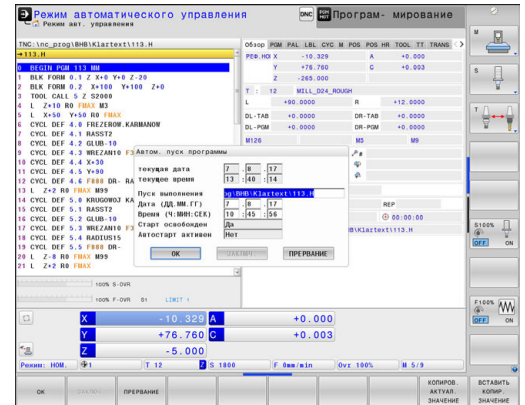 Режим автоматического управления
Режим авт. управления
DNC
Програм- мирование
TNC:\nc_prog\BHB\Klartext\113.H
→113.H
0 BEGIN PGM 113 MM
1 BLK FORM 0.1 Z X+0 Y+0 Z-20
2 BLK FORM 0.2 X+100 Y+100 Z+0
3 TOOL CALL 5 Z S2000
4 L Z+10 R0 FMAX M3
5 L X+50 Y+50 R0 FMAX
6 CYCL DEF 4.0 FREZEROW.KARMANOW
7 CYCL DEF 4.1 RASST2
8 CYCL DEF 4.2 GLUB-10
9 CYCL DEF 4.3 WREZAN10 F3
10 CYCL DEF 4.4 X+30
11 CYCL DEF 4.5 Y+90
12 CYCL DEF 4.6 F888 DR- RA
13 L Z+2 R0 FMAX M99
14 CYCL DEF 5.0 KRUGOWOJ KA
15 CYCL DEF 5.1 RASST2
16 CYCL DEF 5.2 GLUB-10
17 CYCL DEF 5.3 WREZAN10 F3
18 CYCL DEF 5.4 RADIUS15
19 CYCL DEF 5.5 F888 DR-
20 L Z-8 R0 FMAX M99
21 L Z+2 R0 FMAX
Обзор PGM PAL LBL CYC M POS POS HR TOOL TT TRANS
РЕФ.НОМ X -10.329 A +0.000
Y +76.760 C +0.003
Z -265.000
T : 12 MILL_D24_ROUGH
L +90.0000 R +12.0000
DL-TAB +0.0000 DR-TAB +0.0000
DL-PGM +0.0000 DR-PGM +0.0000
M126 M5 M9
REP
00:00:00
B\Klartext\113.H
Автом. пуск программы
текущая дата 7 .8 .17
текущее время 13 :40 :14
Пуск выполнения og\BHB\Klartext\113.H
Дата (ДД.ММ.ГГ) 7 .8 .17
Время (Ч:МИН:СЕК) 10 :45 :56
Старт освобожден Да
Автостарт активен Нет
OK ПРЕРВАНИЕ
100% S-OVR
100% F-OVR S1 LIMIT 1
X -10.329 A +0.000
Y +76.760 C +0.003
Z -5.000
Режим: НОМ. 1 T 12 Z S 1800 F 0mm/min Ovr 100% M 5/9
M
S
T
S100%
OFF ON
F100%
OFF ON
OK
ПРЕРВАНИЕ
КОПИРОВ. АКТУАЛ. ЗНАЧЕНИЕ
ВСТАВИТЬ КОПИР. ЗНАЧЕНИЕ